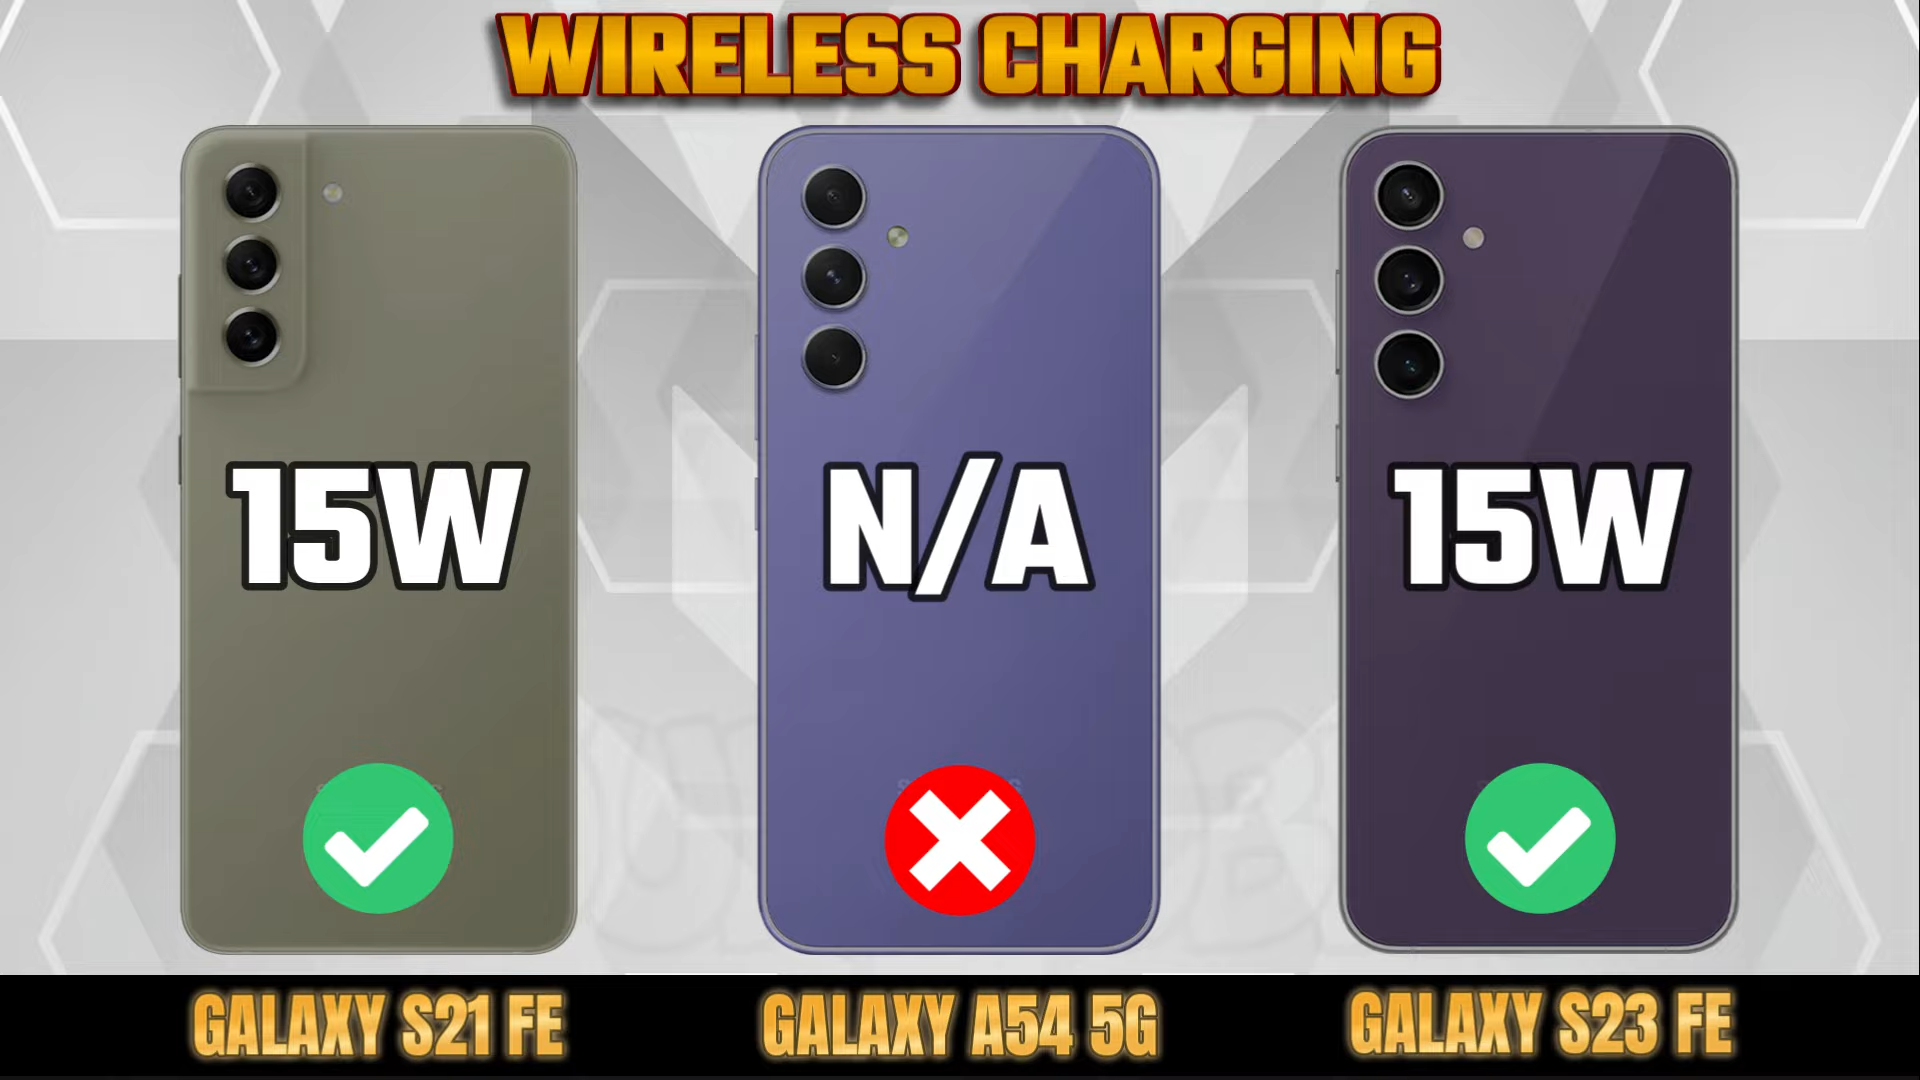 WIRELESS CHARGING
15W
N/A
15W
GALAXY S21 FE
GALAXY A54 5G
GALAXY S23 FE